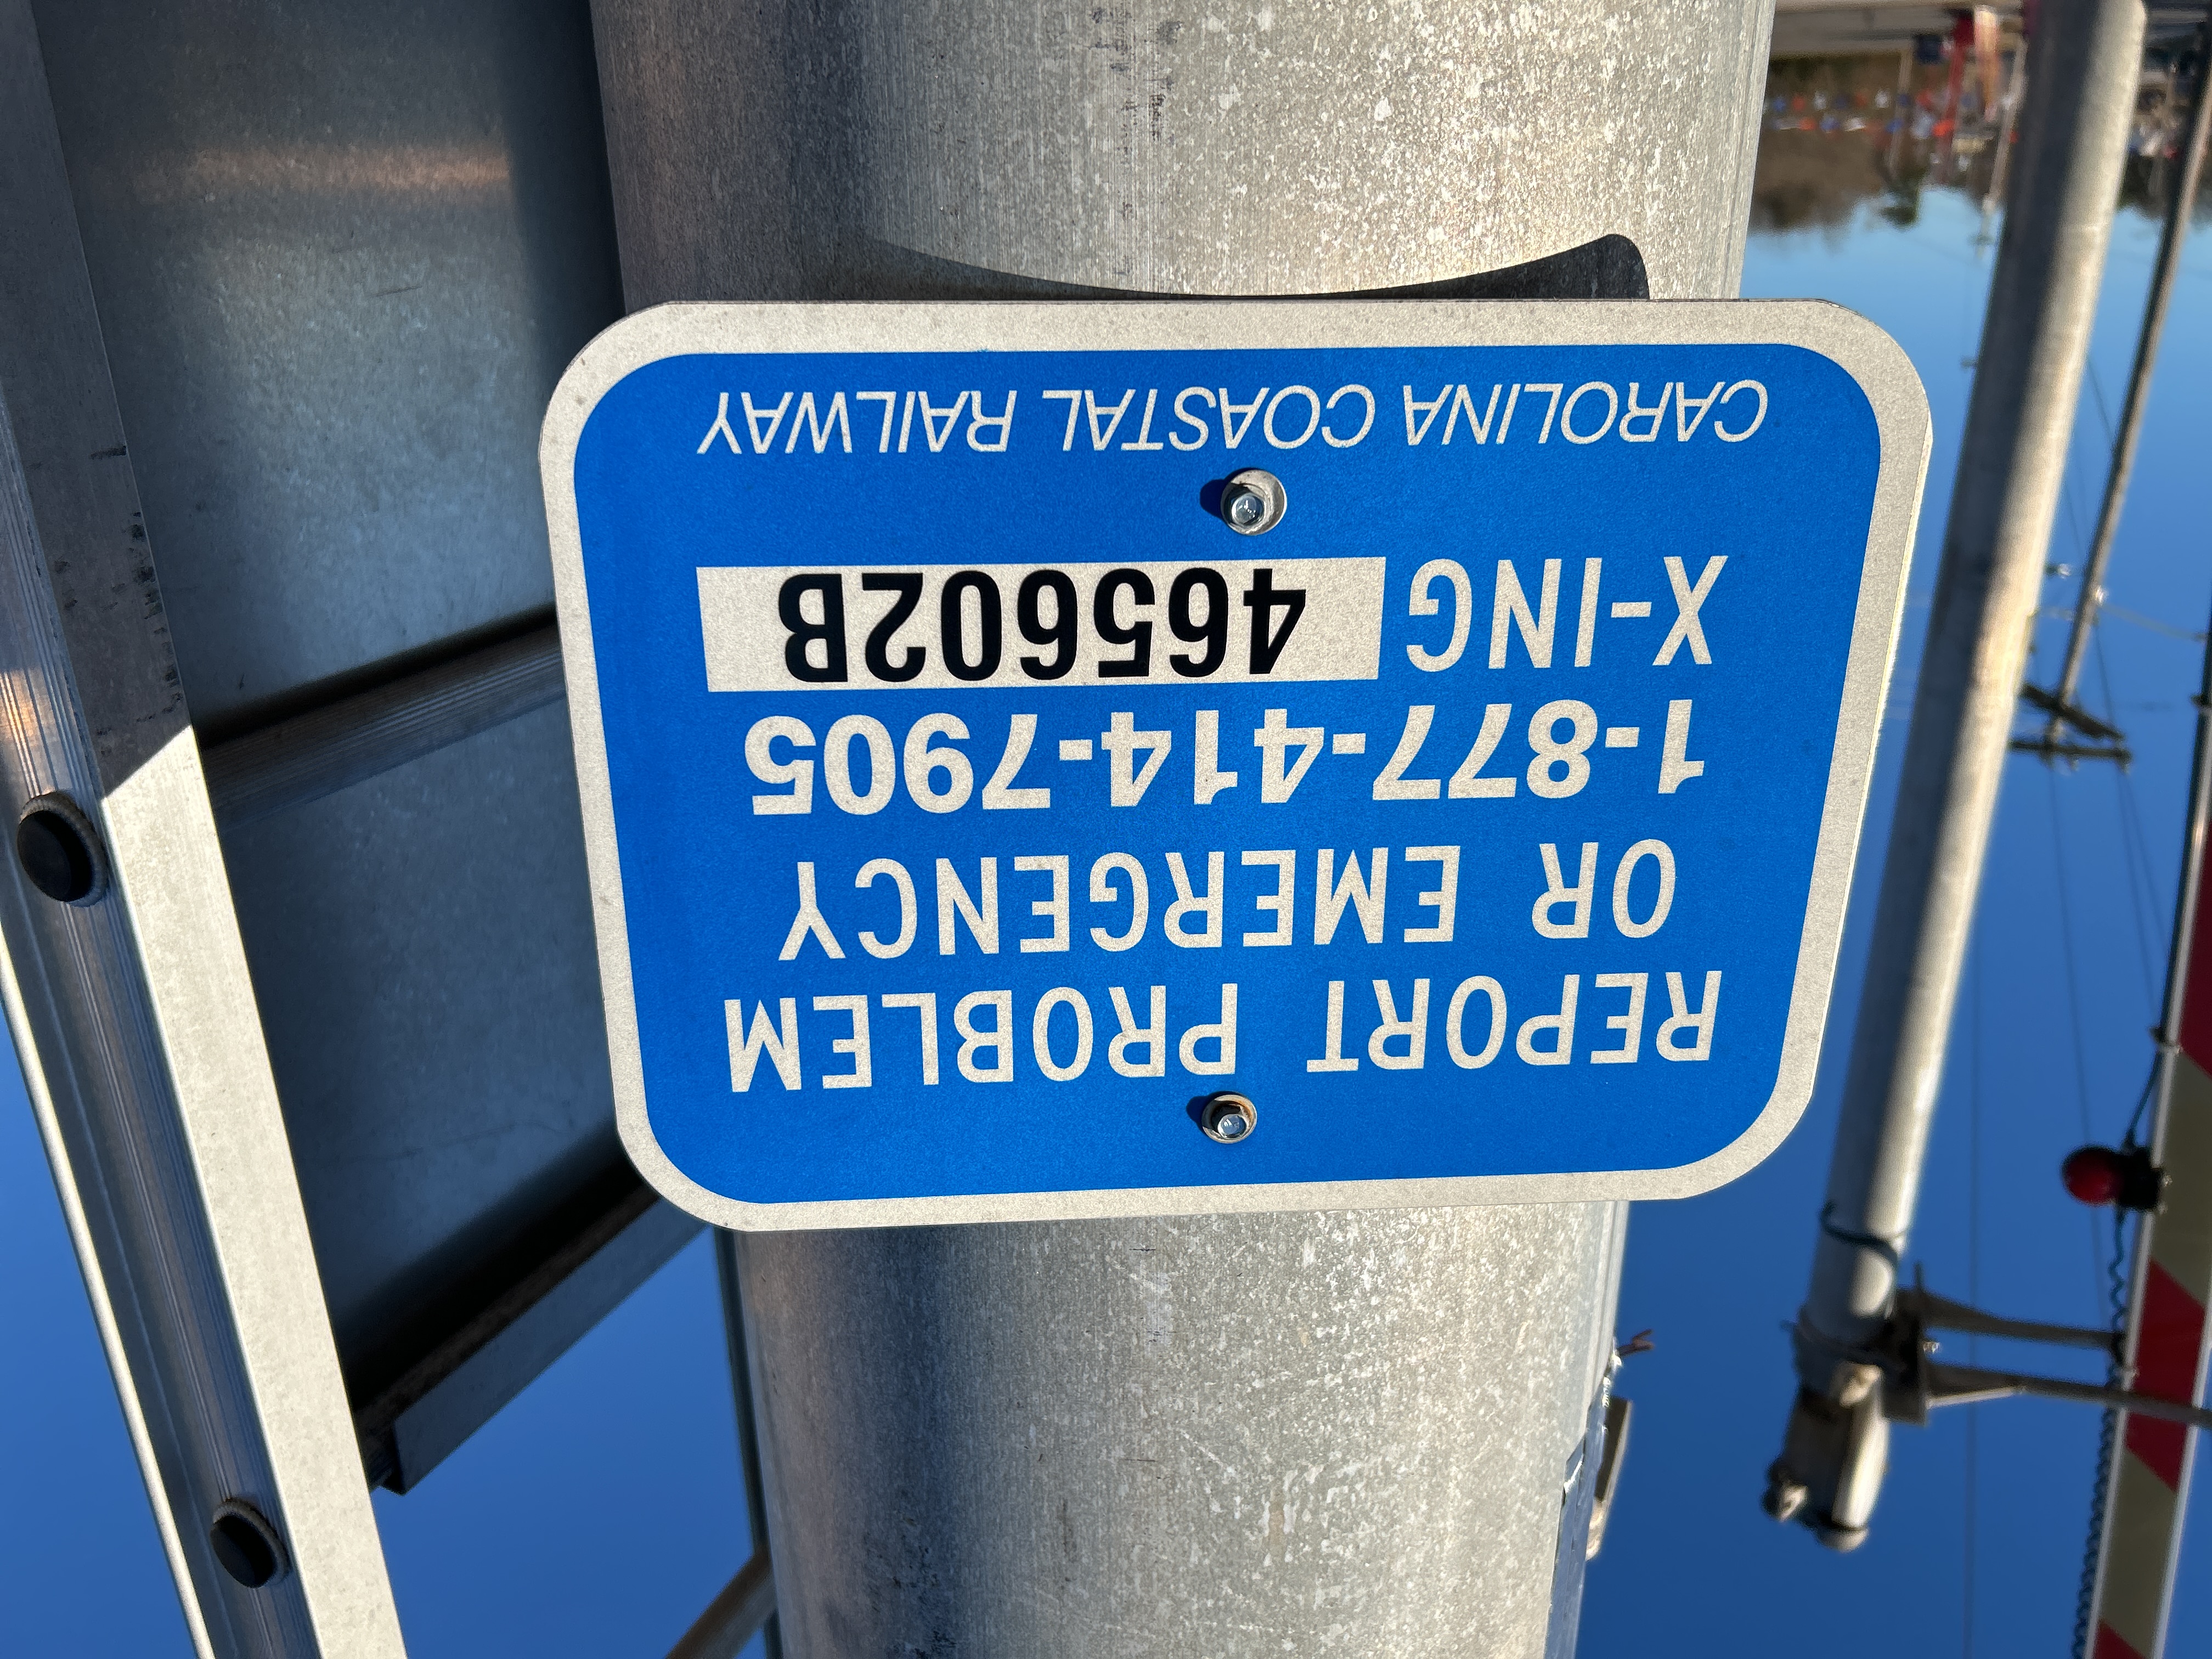 REPORT PROBLEM
OR EMERGENCY
1-877-414-7905
X-ING 465602B
CAROLINA COASTAL RAILWAY